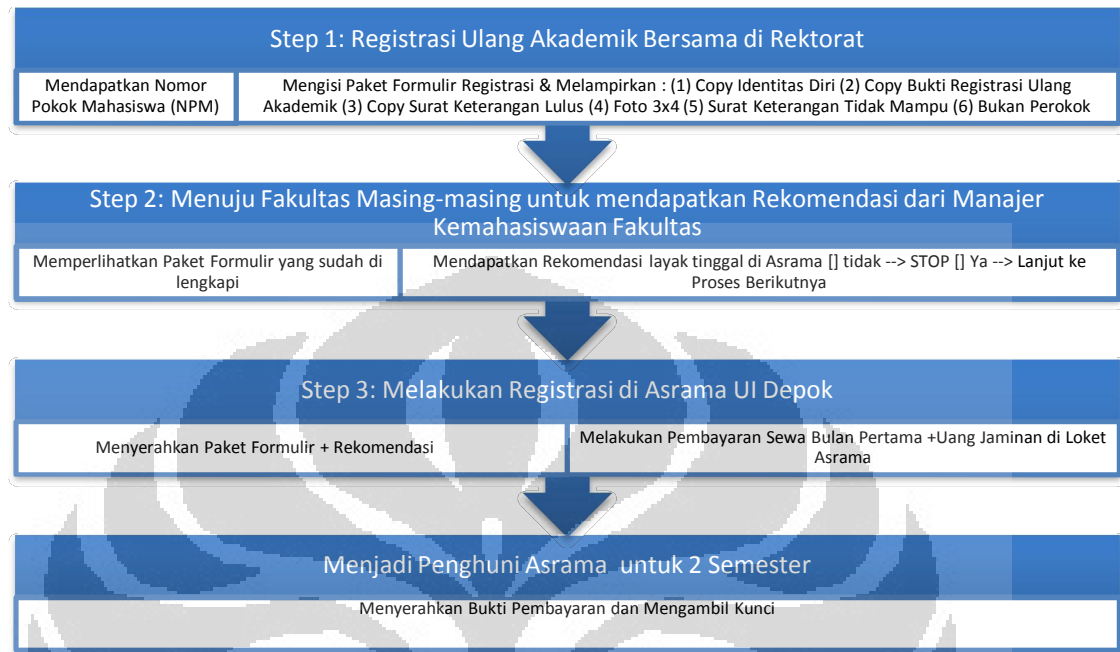 Step 1: Registrasi Ulang Akademik Bersama di Rektorat
Mendapatkan Nomor
Pokok Mahasiswa (NPM)
Mengisi Paket Formulir Registrasi & Melampirkan : (1) Copy Identitas Diri (2) Copy Bukti Registrasi Ulang
Akademik (3) Copy Surat Keterangan Lulus (4) Foto 3x4 (5) Surat Keterangan Tidak Mampu (6) Bukan Perokok
Step 2: Menuju Fakultas Masing-masing untuk mendapatkan Rekomendasi dari Manajer
Kemahasiswaan Fakultas
Memperlihatkan Paket Formulir yang sudah di
lengkapi
Mendapatkan Rekomendasi layak tinggal di Asrama [] tidak --> STOP [] Ya --> Lanjut ke
Proses Berikutnya
Step 3: Melakukan Registrasi di Asrama UI Depok
Menyerahkan Paket Formulir + Rekomendasi
Melakukan Pembayaran Sewa Bulan Pertama +Uang Jaminan di Loket
Asrama
Menjadi Penghuni Asrama untuk 2 Semester
Menyerahkan Bukti Pembayaran dan Mengambil Kunci